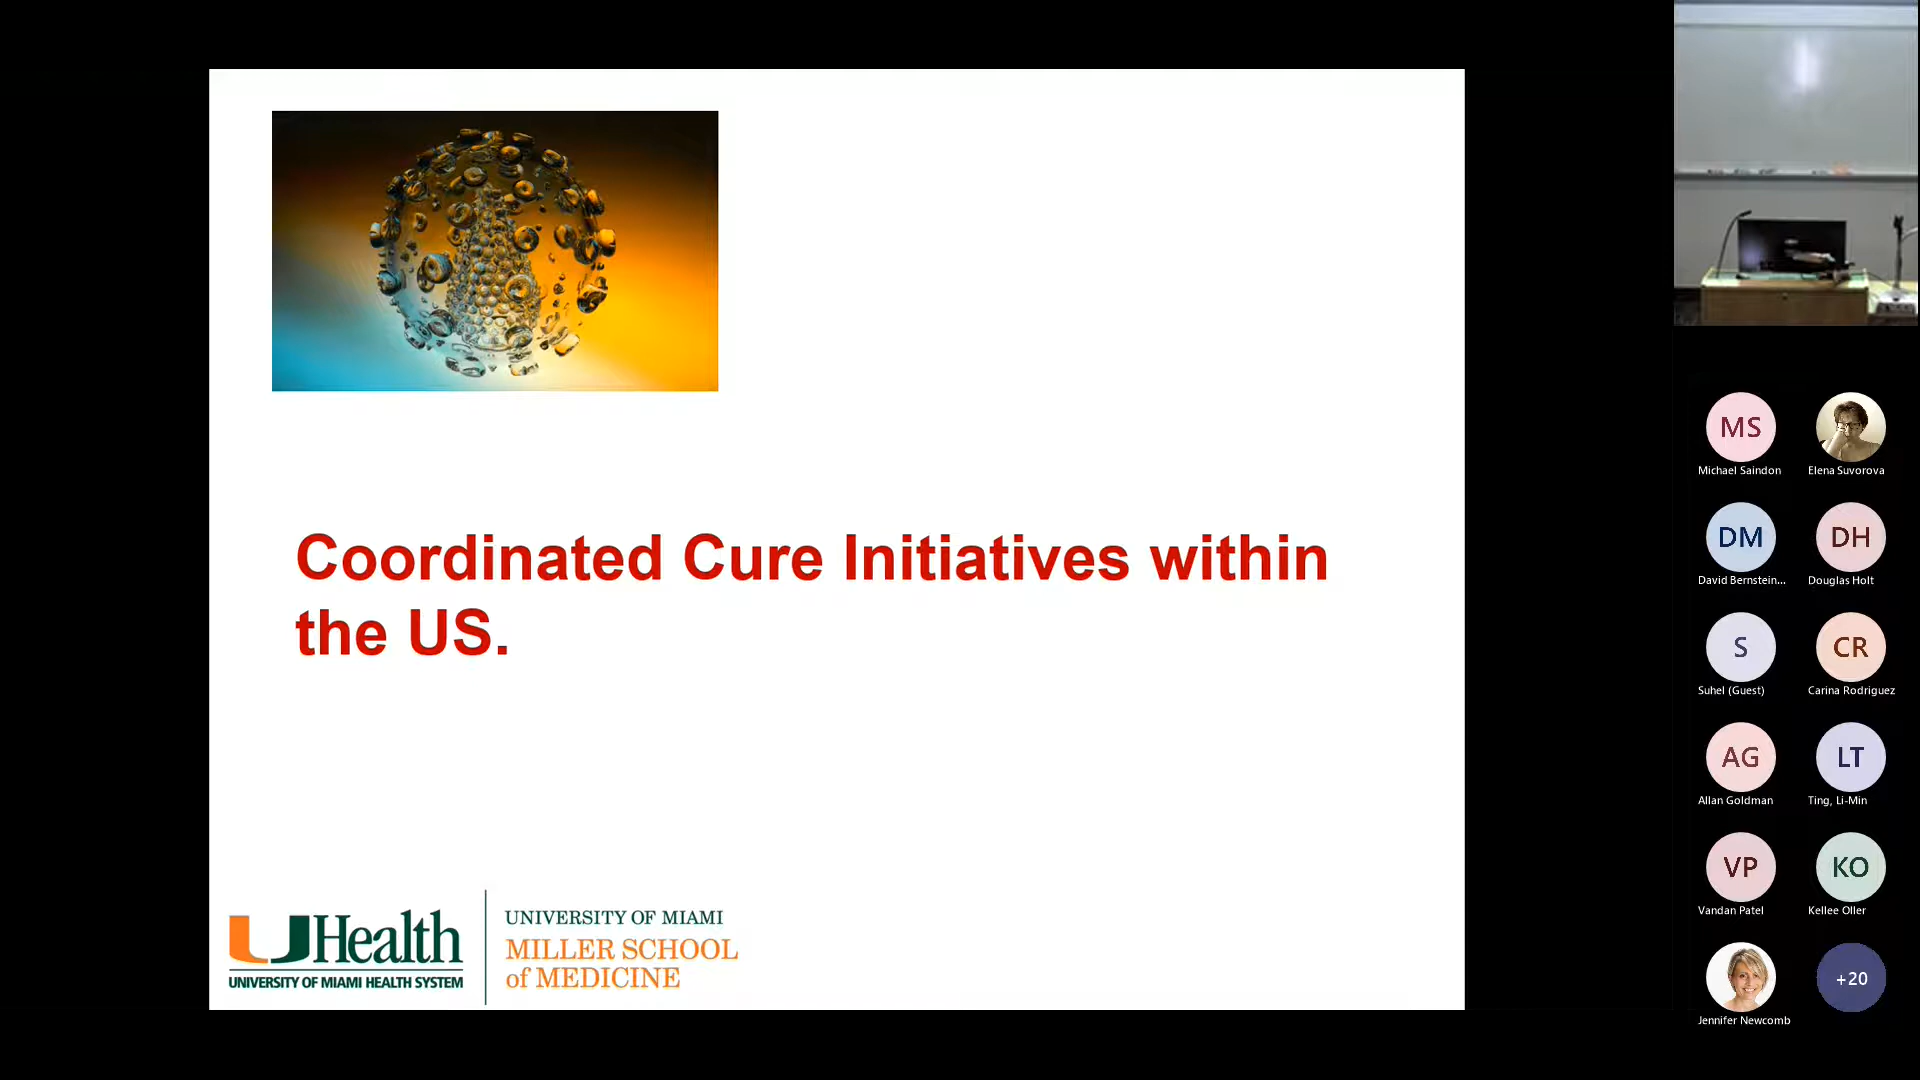 Coordinated Cure Initiatives within
the US.
UHealth
UNIVERSITY OF MIAMI HEALTH SYSTEM
UNIVERSITY OF MIAMI
MILLER SCHOOL
of MEDICINE
MS
Michael Saindon
Elena Suvorova
DM
David Bernstein...
DH
Douglas Holt
S
Suhel (Guest)
CR
Carina Rodriguez
AG
Allan Goldman
LT
Ting, Li-Min
VP
Vandan Patel
KO
Kellee Oller
Jennifer Newcomb
+20